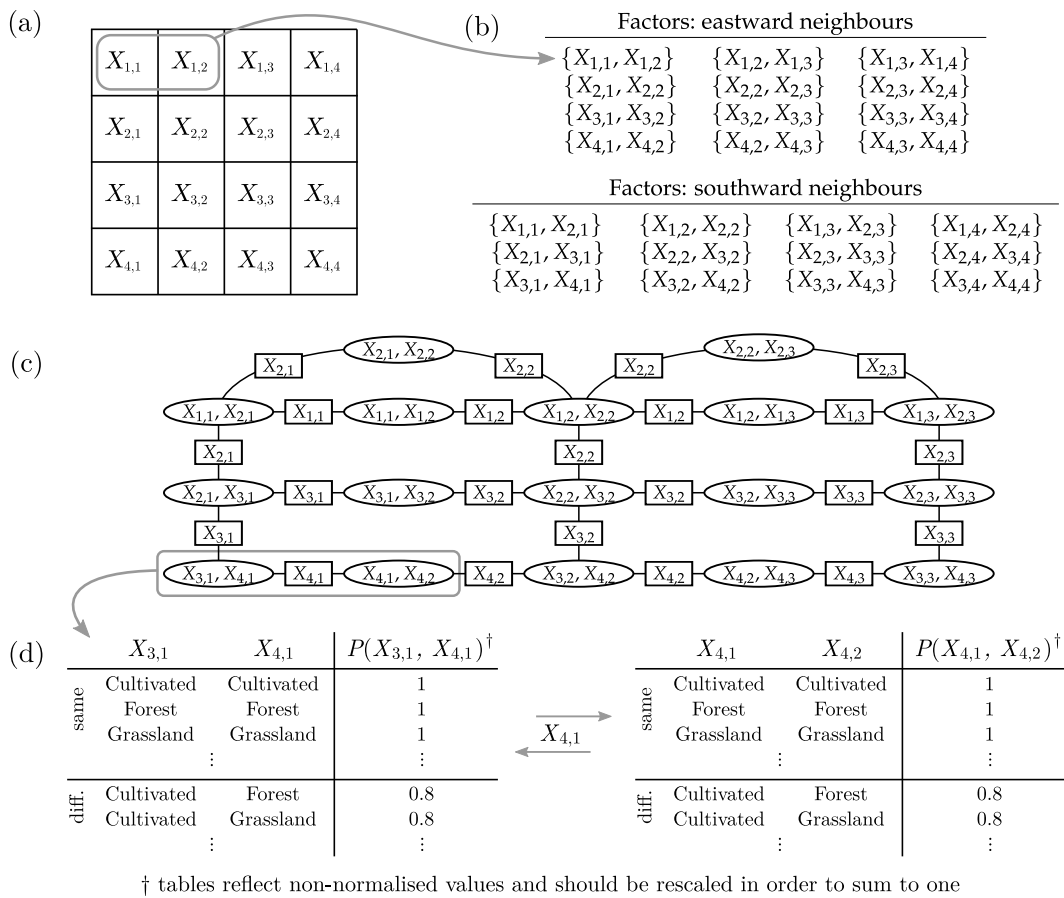 (a)
X1,1 X1,2 X1,3 X1,4
X2,1 X2,2 X2,3 X2,4
X3,1 X3,2 X3,3 X3,4
X4,1 X4,2 X4,3 X4,4
(b)
Factors: eastward neighbours
{X1,1, X1,2} {X1,2, X1,3} {X1,3, X1,4}
{X2,1, X2,2} {X2,2, X2,3} {X2,3, X2,4}
{X3,1, X3,2} {X3,2, X3,3} {X3,3, X3,4}
{X4,1, X4,2} {X4,2, X4,3} {X4,3, X4,4}
Factors: southward neighbours
{X1,1, X2,1} {X1,2, X2,2} {X1,3, X2,3} {X1,4, X2,4}
{X2,1, X3,1} {X2,2, X3,2} {X2,3, X3,3} {X2,4, X3,4}
{X3,1, X4,1} {X3,2, X4,2} {X3,3, X4,3} {X3,4, X4,4}
(c)
X2,1, X2,2 X2,2, X2,3
X2,1 X2,2 X2,2 X2,3
X1,1, X2,1 X1,1 X1,1, X1,2 X1,2 X1,2, X2,2 X1,2 X1,2, X1,3 X1,3 X1,3, X2,3
X2,1 X2,2 X2,3
X2,1, X3,1 X3,1 X3,1, X3,2 X3,2 X2,2, X3,2 X3,2 X3,2, X3,3 X3,3 X2,3, X3,3
X3,1 X3,2 X3,3
X3,1, X4,1 X4,1 X4,1, X4,2 X4,2 X3,2, X4,2 X4,2 X4,2, X4,3 X4,3 X3,3, X4,3
(d)
X3,1 X4,1 P(X3,1, X4,1)†
same
Cultivated Cultivated 1
Forest Forest 1
Grassland Grassland 1
⋮ ⋮
diff.
Cultivated Forest 0.8
Cultivated Grassland 0.8
⋮ ⋮
X4,1
X4,1 X4,2 P(X4,1, X4,2)†
same
Cultivated Cultivated 1
Forest Forest 1
Grassland Grassland 1
⋮ ⋮
diff.
Cultivated Forest 0.8
Cultivated Grassland 0.8
⋮ ⋮
† tables reflect non-normalised values and should be rescaled in order to sum to one